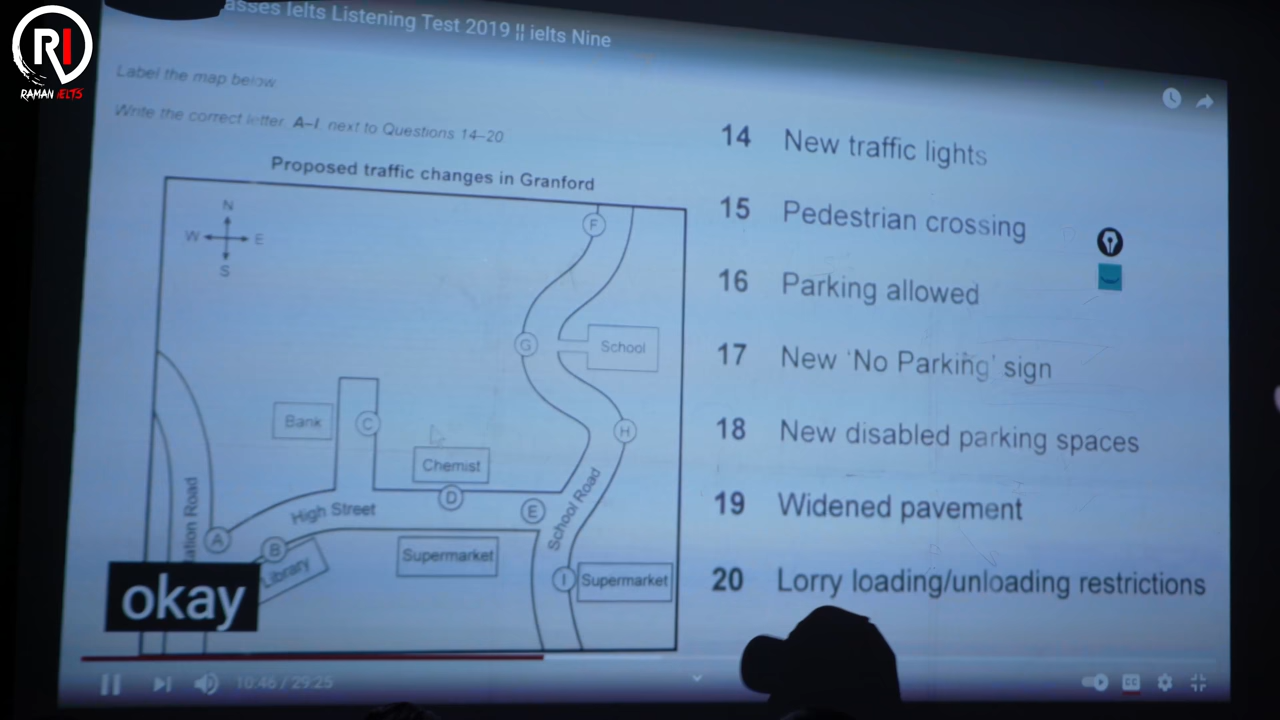 RI
RAMAN IELTS
asses Ielts Listening Test 2019 || ielts Nine
Label the map below
Write the correct letter A–I next to Questions 14–20
Proposed traffic changes in Granford
N
W E
S
F
G
School
Bank
C
H
Chemist
D
E
High Street
School Road
A
B
Library
Supermarket
I
Supermarket
ation Road
14 New traffic lights
15 Pedestrian crossing
16 Parking allowed
17 New ‘No Parking’ sign
18 New disabled parking spaces
19 Widened pavement
20 Lorry loading/unloading restrictions
okay
10:46 / 29:25
CC